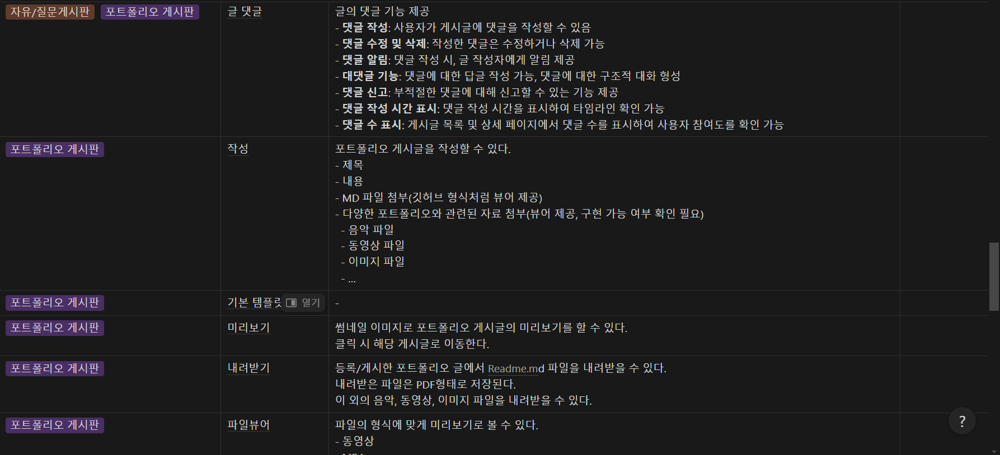 자유/질문게시판 포트폴리오 게시판
글 댓글
글의 댓글 기능 제공
- 댓글 작성: 사용자가 게시글에 댓글을 작성할 수 있음
- 댓글 수정 및 삭제: 작성한 댓글은 수정하거나 삭제 가능
- 댓글 알림: 댓글 작성 시, 글 작성자에게 알림 제공
- 대댓글 기능: 댓글에 대한 답글 작성 가능, 댓글에 대한 구조적 대화 형성
- 댓글 신고: 부적절한 댓글에 대해 신고할 수 있는 기능 제공
- 댓글 작성 시간 표시: 댓글 작성 시간을 표시하여 타임라인 확인 가능
- 댓글 수 표시: 게시글 목록 및 상세 페이지에서 댓글 수를 표시하여 사용자 참여도를 확인 가능
포트폴리오 게시판
작성
포트폴리오 게시글을 작성할 수 있다.
- 제목
- 내용
- MD 파일 첨부(깃허브 형식처럼 뷰어 제공)
- 다양한 포트폴리오와 관련된 자료 첨부(뷰어 제공, 구현 가능 여부 확인 필요)
- 음악 파일
- 동영상 파일
- 이미지 파일
- ...
포트폴리오 게시판
기본 템플릿 열기
-
포트폴리오 게시판
미리보기
썸네일 이미지로 포트폴리오 게시글의 미리보기를 할 수 있다.
클릭 시 해당 게시글로 이동한다.
포트폴리오 게시판
내려받기
등록/게시한 포트폴리오 글에서 Readme.md 파일을 내려받을 수 있다.
내려받은 파일은 PDF형태로 저장된다.
이 외의 음악, 동영상, 이미지 파일을 내려받을 수 있다.
포트폴리오 게시판
파일뷰어
파일의 형식에 맞게 미리보기로 볼 수 있다.
- 동영상
?